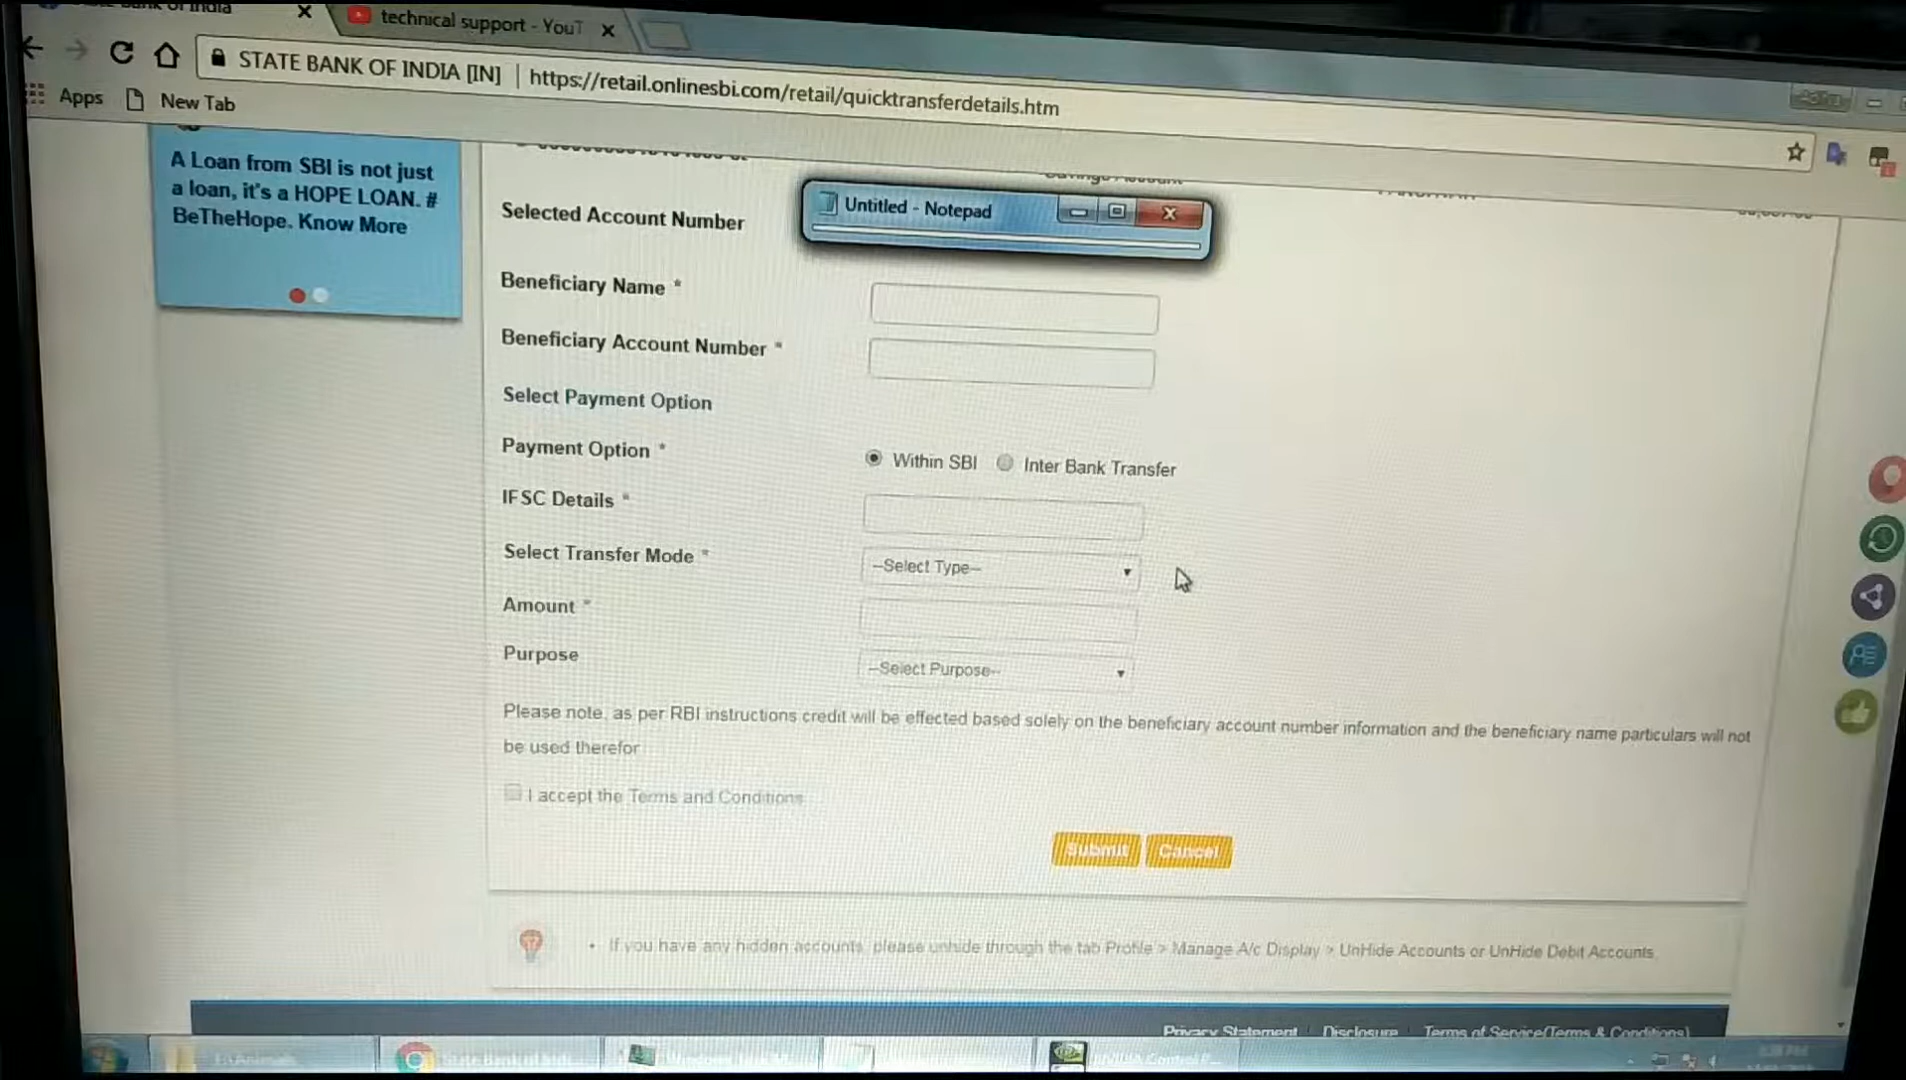 technical support - YouT
STATE BANK OF INDIA [IN] | https://retail.onlinesbi.com/retail/quicktransferdetails.htm
Apps
New Tab
A Loan from SBI is not just
a loan, it's a HOPE LOAN. #
BeTheHope. Know More
Selected Account Number
Untitled - Notepad
Beneficiary Name *
Beneficiary Account Number *
Select Payment Option
Payment Option *
Within SBI
Inter Bank Transfer
IFSC Details *
Select Transfer Mode *
--Select Type--
Amount *
Purpose
--Select Purpose--
Please note, as per RBI instructions credit will be effected based solely on the beneficiary account number information and the beneficiary name particulars will not
be used therefor
I accept the Terms and Conditions
Submit
Cancel
• If you have any hidden accounts, please unhide through the tab Profile > Manage A/c Display > UnHide Accounts or UnHide Debit Accounts.
Privacy Statement | Disclosure | Terms of Service(Terms & Conditions)